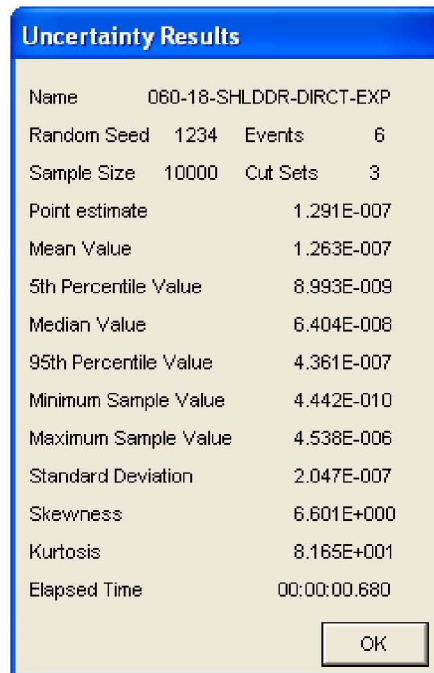 Uncertainty Results
Name 060-18-SHLDDR-DIRCT-EXP
Random Seed 1234 Events 6
Sample Size 10000 Cut Sets 3
Point estimate 1.291E-007
Mean Value 1.263E-007
5th Percentile Value 8.993E-009
Median Value 6.404E-008
95th Percentile Value 4.361E-007
Minimum Sample Value 4.442E-010
Maximum Sample Value 4.538E-006
Standard Deviation 2.047E-007
Skewness 6.601E+000
Kurtosis 8.165E+001
Elapsed Time 00:00:00.680
OK